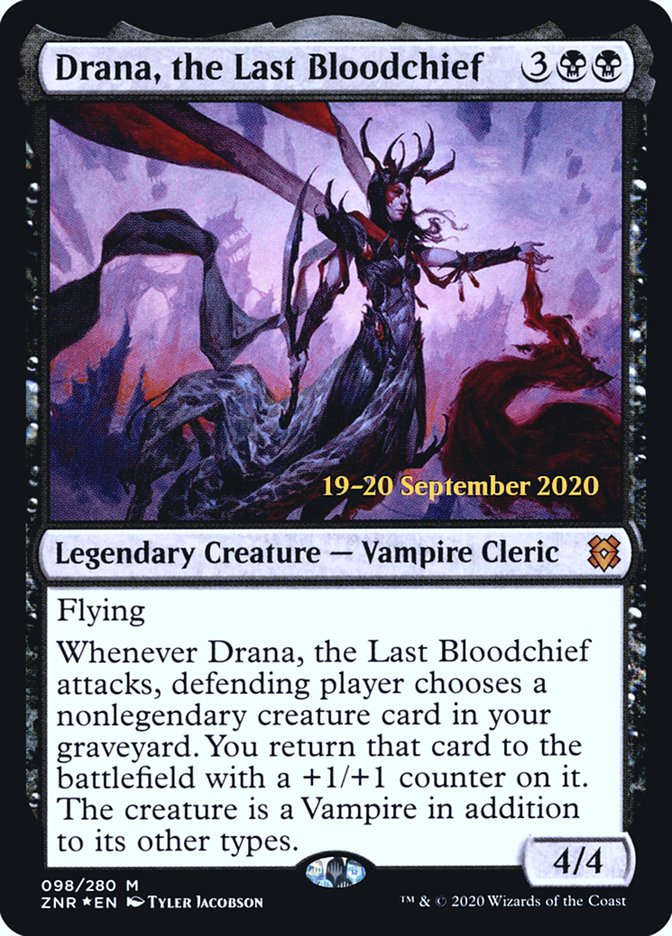 Drana, the Last Bloodchief 3
19–20 September 2020
Legendary Creature — Vampire Cleric
Flying
Whenever Drana, the Last Bloodchief
attacks, defending player chooses a
nonlegendary creature card in your
graveyard. You return that card to the
battlefield with a +1/+1 counter on it.
The creature is a Vampire in addition
to its other types.
4/4
098/280 M
ZNR ★ EN Tyler Jacobson
™ & © 2020 Wizards of the Coast